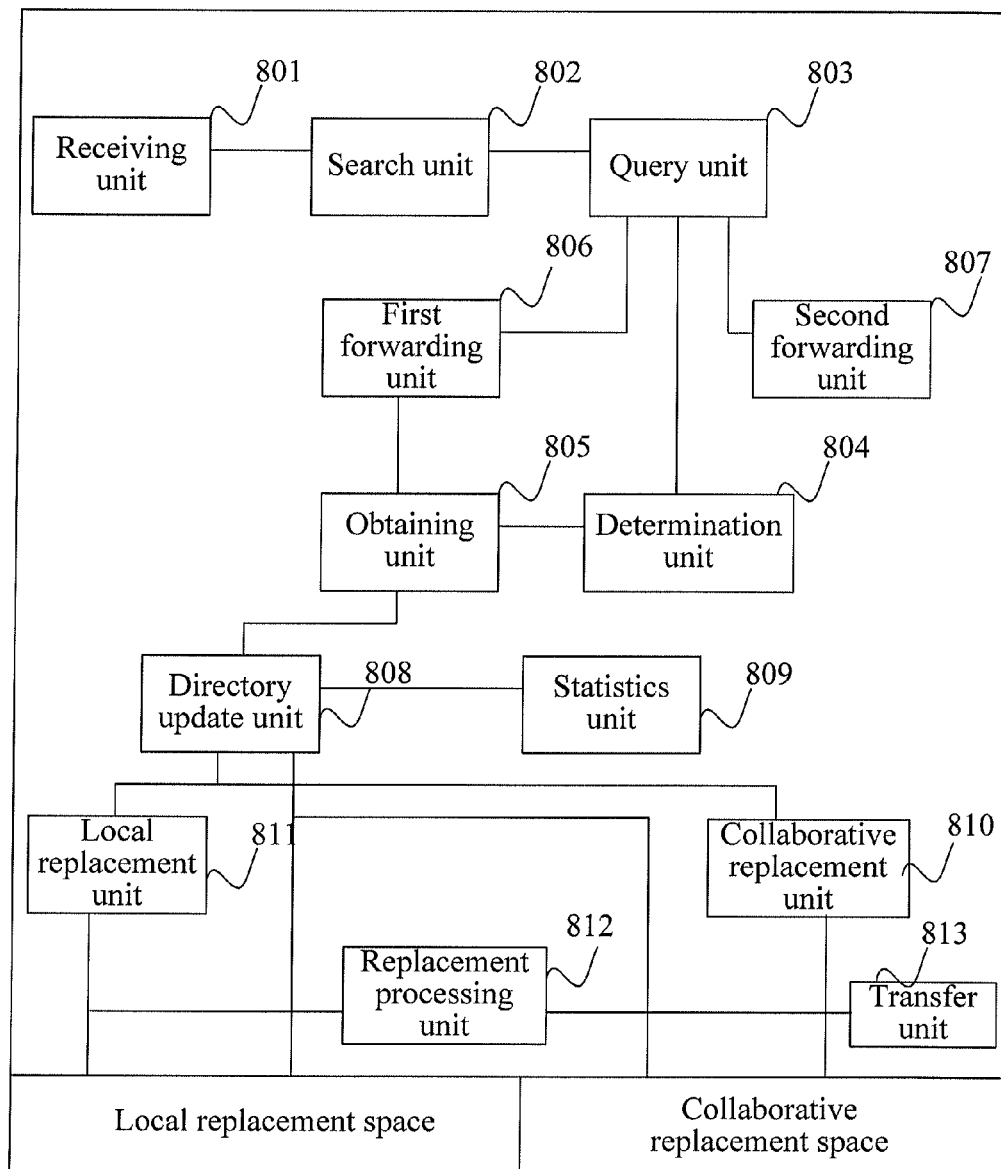 801
802
803
Receiving
unit
Search unit
Query unit
806
807
First
forwarding
unit
Second
forwarding
unit
805
804
Obtaining
unit
Determination
unit
Directory
update unit
808
Statistics
unit
809
Local
replacement
unit
811
Collaborative
replacement
unit
810
812
813
Replacement
processing
unit
Transfer
unit
Local replacement space
Collaborative
replacement space